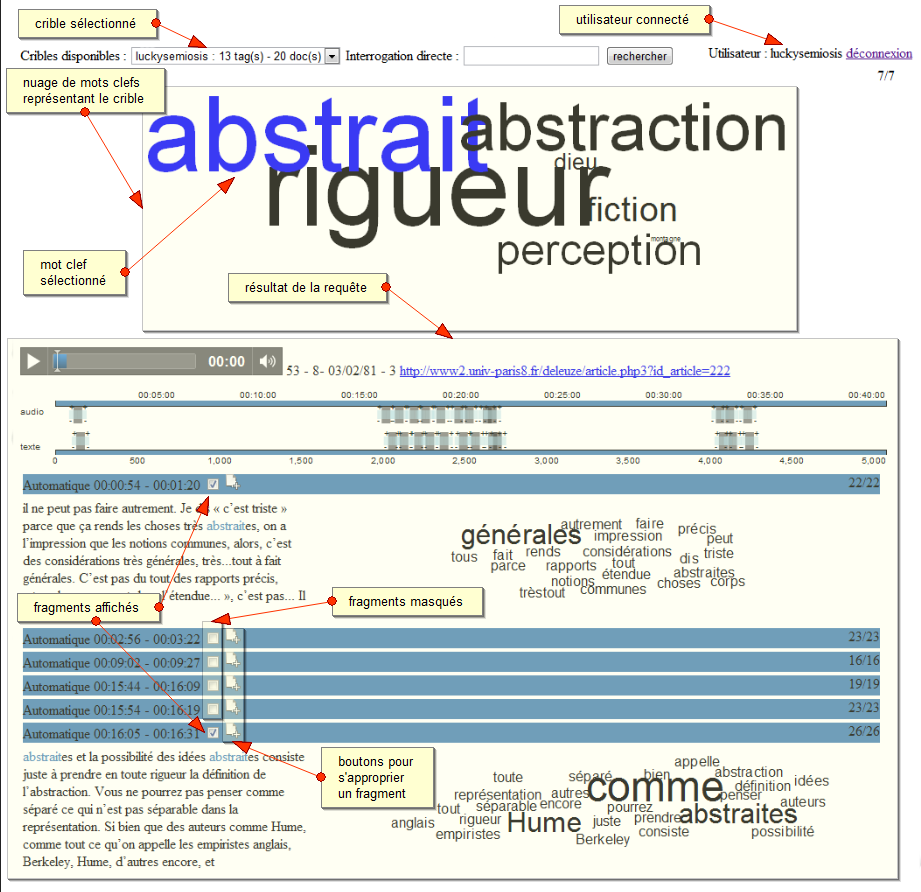 crible sélectionné
utilisateur connecté
Cribles disponibles : luckysemiosis : 13 tag(s) - 20 doc(s) Interrogation directe : rechercher
Utilisateur : luckysemiosis déconnexion
7/7
nuage de mots clefs
représentant le crible
abstrait
abstraction
dieu
rigueur
fiction
montagne
perception
mot clef
sélectionné
résultat de la requête
00:00
53 - 8- 03/02/81 - 3 http://www2.univ-paris8.fr/deleuze/article.php3?id_article=222
00:05:00 00:10:00 00:15:00 00:20:00 00:25:00 00:30:00 00:35:00 00:40:00
audio
texte
0 500 1,000 1,500 2,000 2,500 3,000 3,500 4,000 4,500 5,000
Automatique 00:00:54 - 00:01:20 22/22
il ne peut pas faire autrement. Je « c’est triste »
parce que ça rends les choses très abstraites, on a
l’impression que les notions communes, alors, c’est
des considérations très générales, très...tout à fait
générales. C’est pas du tout des rapports précis,
étendue... », c’est pas... Il
générales autrement faire précis
impression peut
tous fait rends considérations dis triste
parce rapports tout
notions étendue abstraites
choses corps
trèstout communes
fragments affichés
fragments masqués
Automatique 00:02:56 - 00:03:22 23/23
Automatique 00:09:02 - 00:09:27 16/16
Automatique 00:15:44 - 00:16:09 19/19
Automatique 00:15:54 - 00:16:19 23/23
Automatique 00:16:05 - 00:16:31 26/26
boutons pour
s'approprier
un fragment
abstraites et la possibilité des idées abstraites consiste
juste à prendre en toute rigueur la définition de
l’abstraction. Vous ne pourrez pas penser comme
séparé ce qui n’est pas séparable dans la
représentation. Si bien que des auteurs comme Hume,
comme tout ce qu’on appelle les empiristes anglais,
Berkeley, Hume, d’autres encore, et
appelle
toute séparé bien abstraction
comme définition idées
représentation autres penser
tout séparable encore pourrez auteurs
anglais rigueur Hume juste prendre abstraites
empiristes consiste possibilité
Berkeley